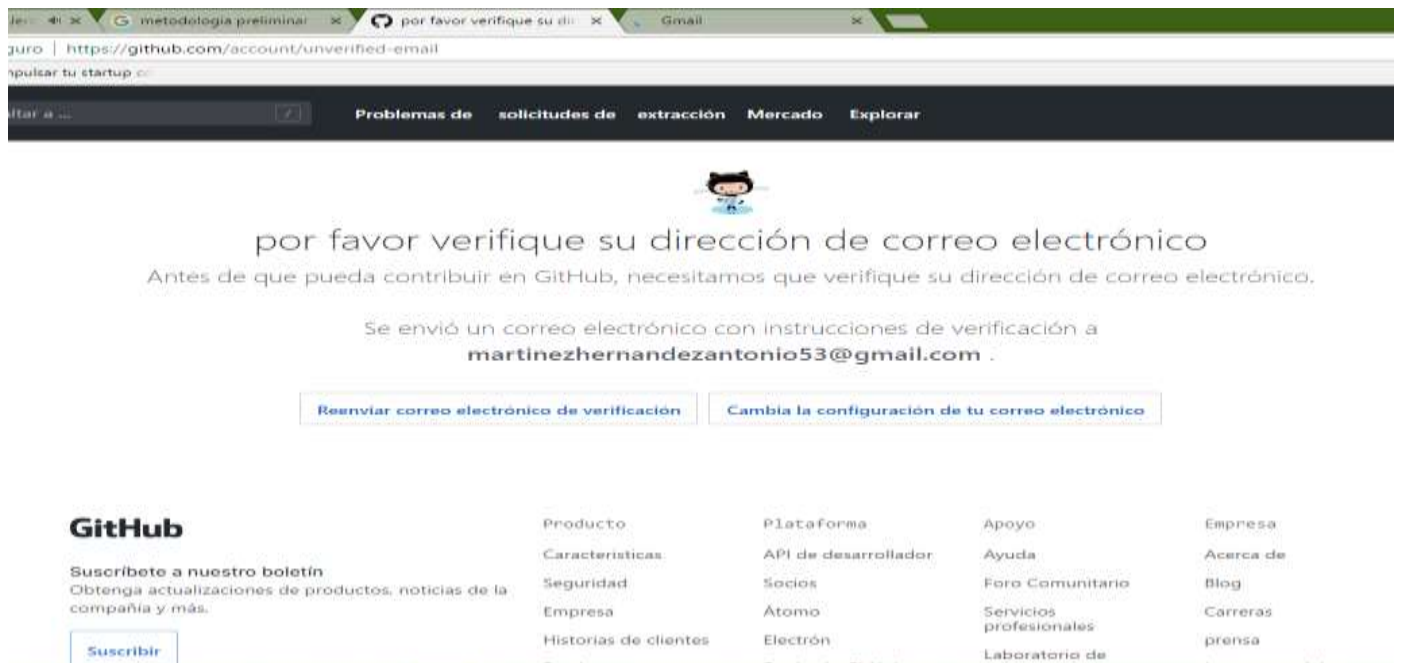 metodologia preliminar
por favor verifique su di
Gmail
guro | https://github.com/account/unverified-email
mpulsar tu startup
ltar a ...
Problemas de solicitudes de extracción Mercado Explorar
por favor verifique su dirección de correo electrónico
Antes de que pueda contribuir en GitHub, necesitamos que verifique su dirección de correo electrónico.
Se envió un correo electrónico con instrucciones de verificación a
martinezhernandezantonio53@gmail.com .
Reenviar correo electrónico de verificación
Cambia la configuración de tu correo electrónico
GitHub
Suscríbete a nuestro boletín
Obtenga actualizaciones de productos, noticias de la
compañía y más.
Suscribir
Producto
Características
Seguridad
Empresa
Historias de clientes
Plataforma
API de desarrollador
Socios
Átomo
Electrón
Apoyo
Ayuda
Foro Comunitario
Servicios
profesionales
Laboratorio de
Empresa
Acerca de
Blog
Carreras
prensa